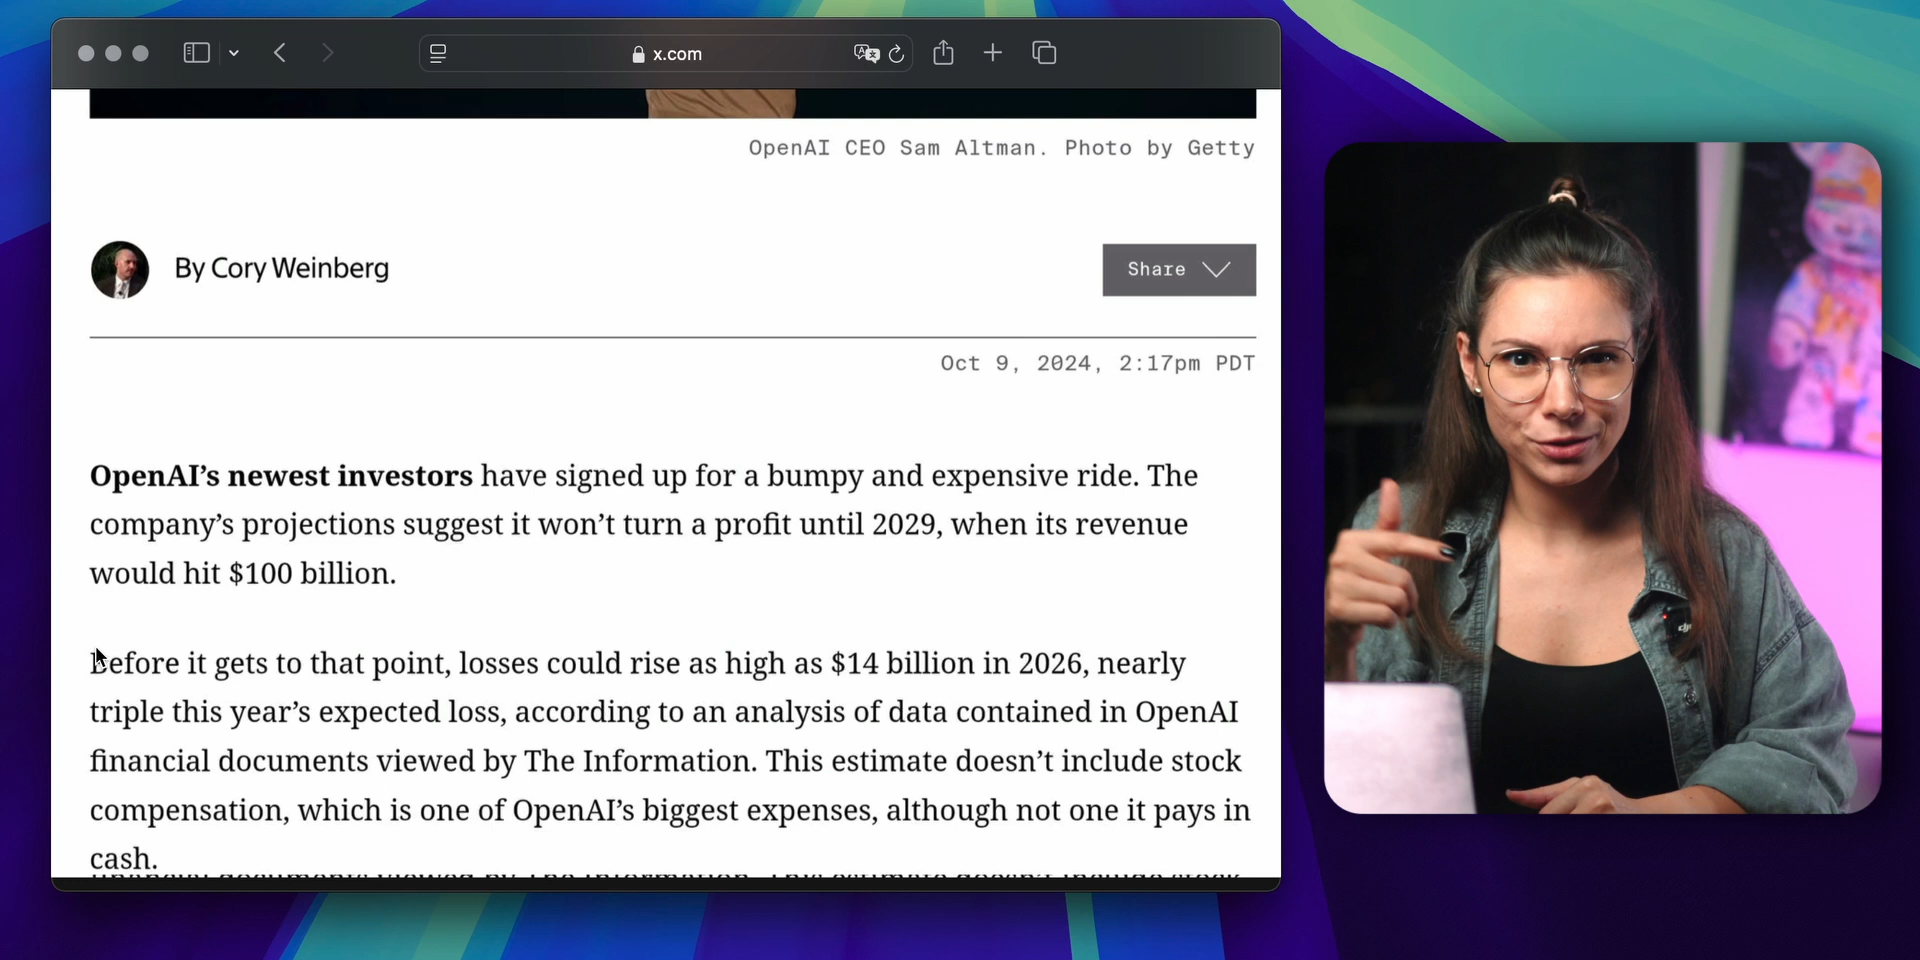 x.com
OpenAI CEO Sam Altman. Photo by Getty
By Cory Weinberg
Share
Oct 9, 2024, 2:17pm PDT
OpenAI’s newest investors have signed up for a bumpy and expensive ride. The
company’s projections suggest it won’t turn a profit until 2029, when its revenue
would hit $100 billion.
Before it gets to that point, losses could rise as high as $14 billion in 2026, nearly
triple this year’s expected loss, according to an analysis of data contained in OpenAI
financial documents viewed by The Information. This estimate doesn’t include stock
compensation, which is one of OpenAI’s biggest expenses, although not one it pays in
cash.
dji